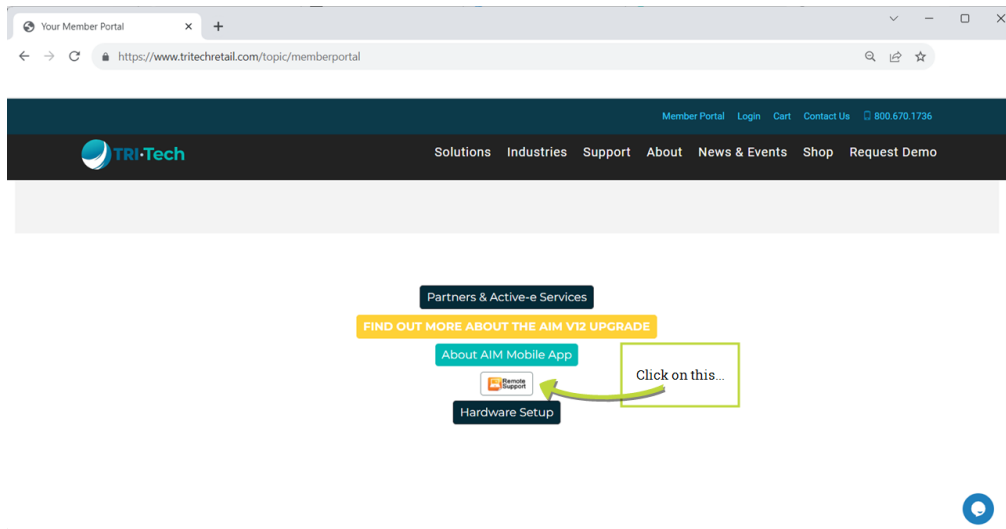 Your Member Portal
https://www.tritechretail.com/topic/memberportal
Member Portal Login Cart Contact Us 800.670.1736
TRI-Tech Solutions Industries Support About News & Events Shop Request Demo
Partners & Active-e Services
FIND OUT MORE ABOUT THE AIM V12 UPGRADE
About AIM Mobile App
Click on this...
Remote
Support
Hardware Setup